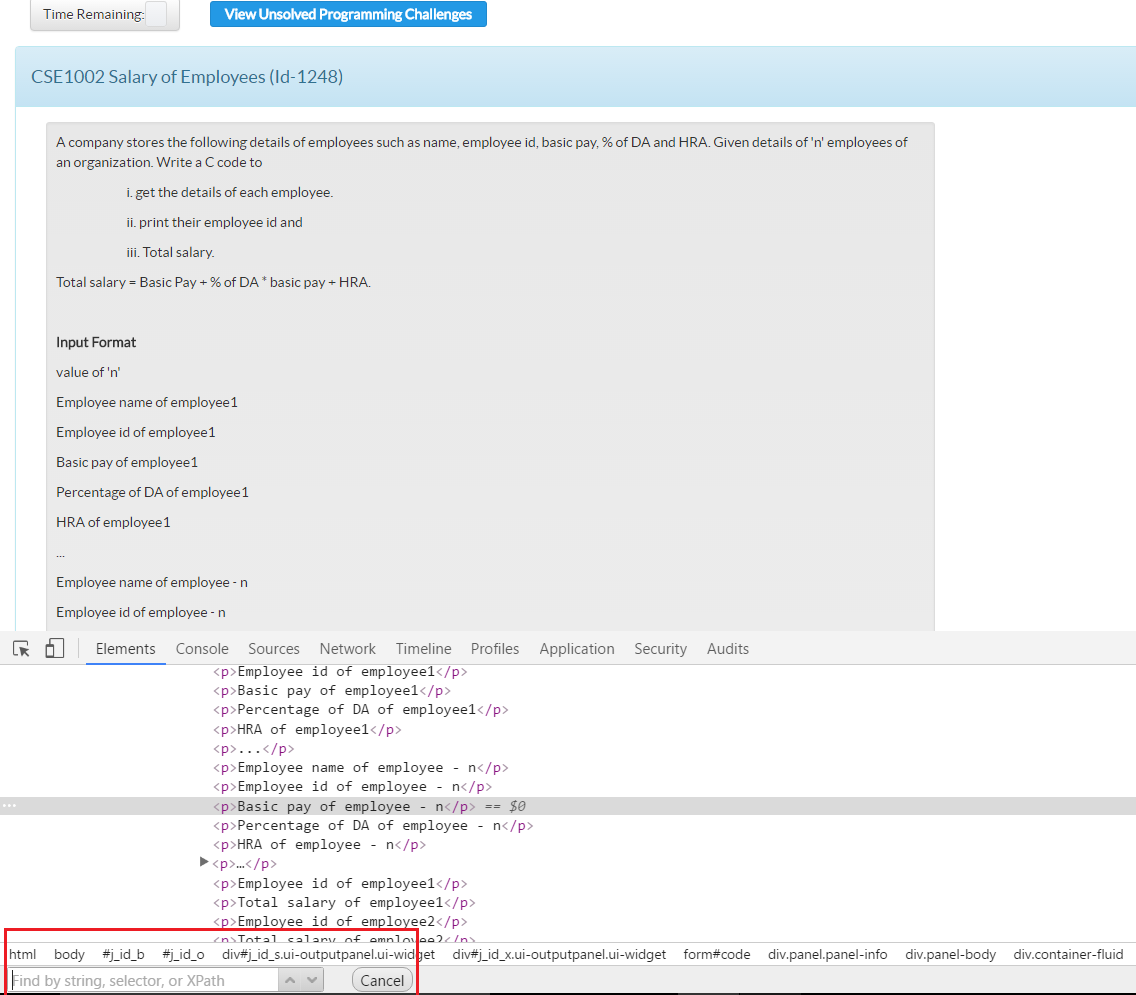 Time Remaining:
View Unsolved Programming Challenges
CSE1002 Salary of Employees (Id-1248)
A company stores the following details of employees such as name, employee id, basic pay, % of DA and HRA. Given details of 'n' employees of
an organization. Write a C code to
i. get the details of each employee.
ii. print their employee id and
iii. Total salary.
Total salary = Basic Pay + % of DA * basic pay + HRA.
Input Format
value of 'n'
Employee name of employee1
Employee id of employee1
Basic pay of employee1
Percentage of DA of employee1
HRA of employee1
...
Employee name of employee - n
Employee id of employee - n
Elements Console Sources Network Timeline Profiles Application Security Audits
<p>Employee id of employee1</p>
<p>Basic pay of employee1</p>
<p>Percentage of DA of employee1</p>
<p>HRA of employee1</p>
<p>...</p>
<p>Employee name of employee - n</p>
<p>Employee id of employee - n</p>
... <p>Basic pay of employee - n</p> == $0
<p>Percentage of DA of employee - n</p>
<p>HRA of employee - n</p>
<p>…</p>
<p>Employee id of employee1</p>
<p>Total salary of employee1</p>
<p>Employee id of employee2</p>
<p>Total salary of employee2</p>
html body #j_id_b #j_id_o div#j_id_s.ui-outputpanel.ui-widget div#j_id_x.ui-outputpanel.ui-widget form#code div.panel.panel-info div.panel-body div.container-fluid
Find by string, selector, or XPath Cancel